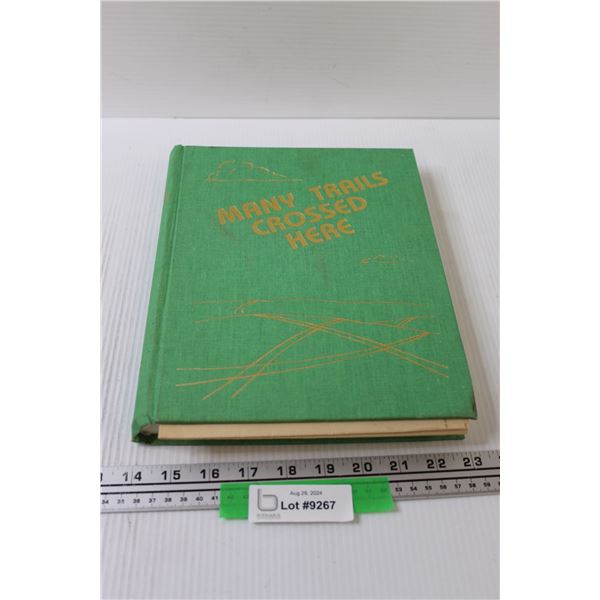 MANY TRAILS
CROSSED
HERE
14 15 16 17 18 19 20 21 22 23
Aug 29, 2024
Lot #9267